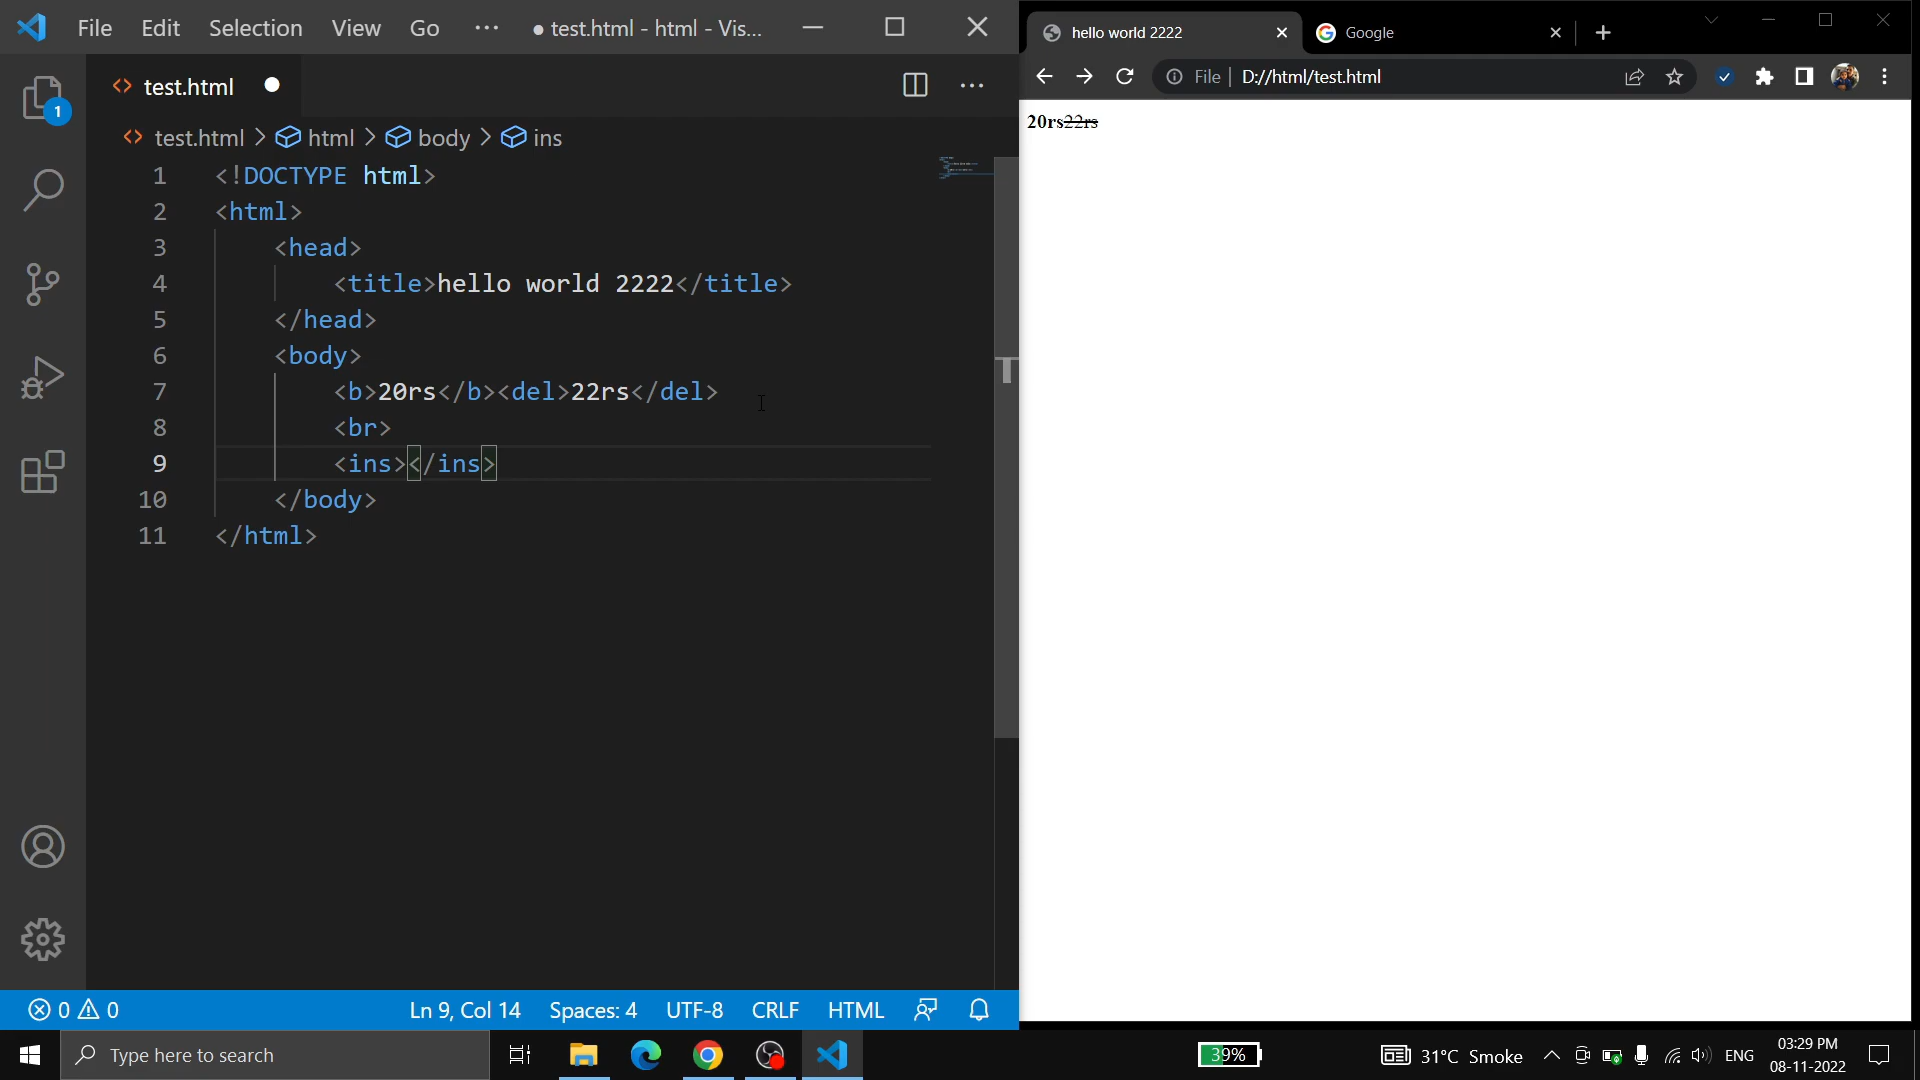 File Edit Selection View Go ··· ● test.html - html - Vis...
test.html
test.html > html > body > ins
1 <!DOCTYPE html>
2 <html>
3 <head>
4 <title>hello world 2222</title>
5 </head>
6 <body>
7 <b>20rs</b><del>22rs</del>
8 <br>
9 <ins></ins>
10 </body>
11 </html>
0 0 Ln 9, Col 14 Spaces: 4 UTF-8 CRLF HTML
1
hello world 2222
Google
File D://html/test.html
20rs22rs
Type here to search
39%
31°C Smoke
ENG
03:29 PM
08-11-2022